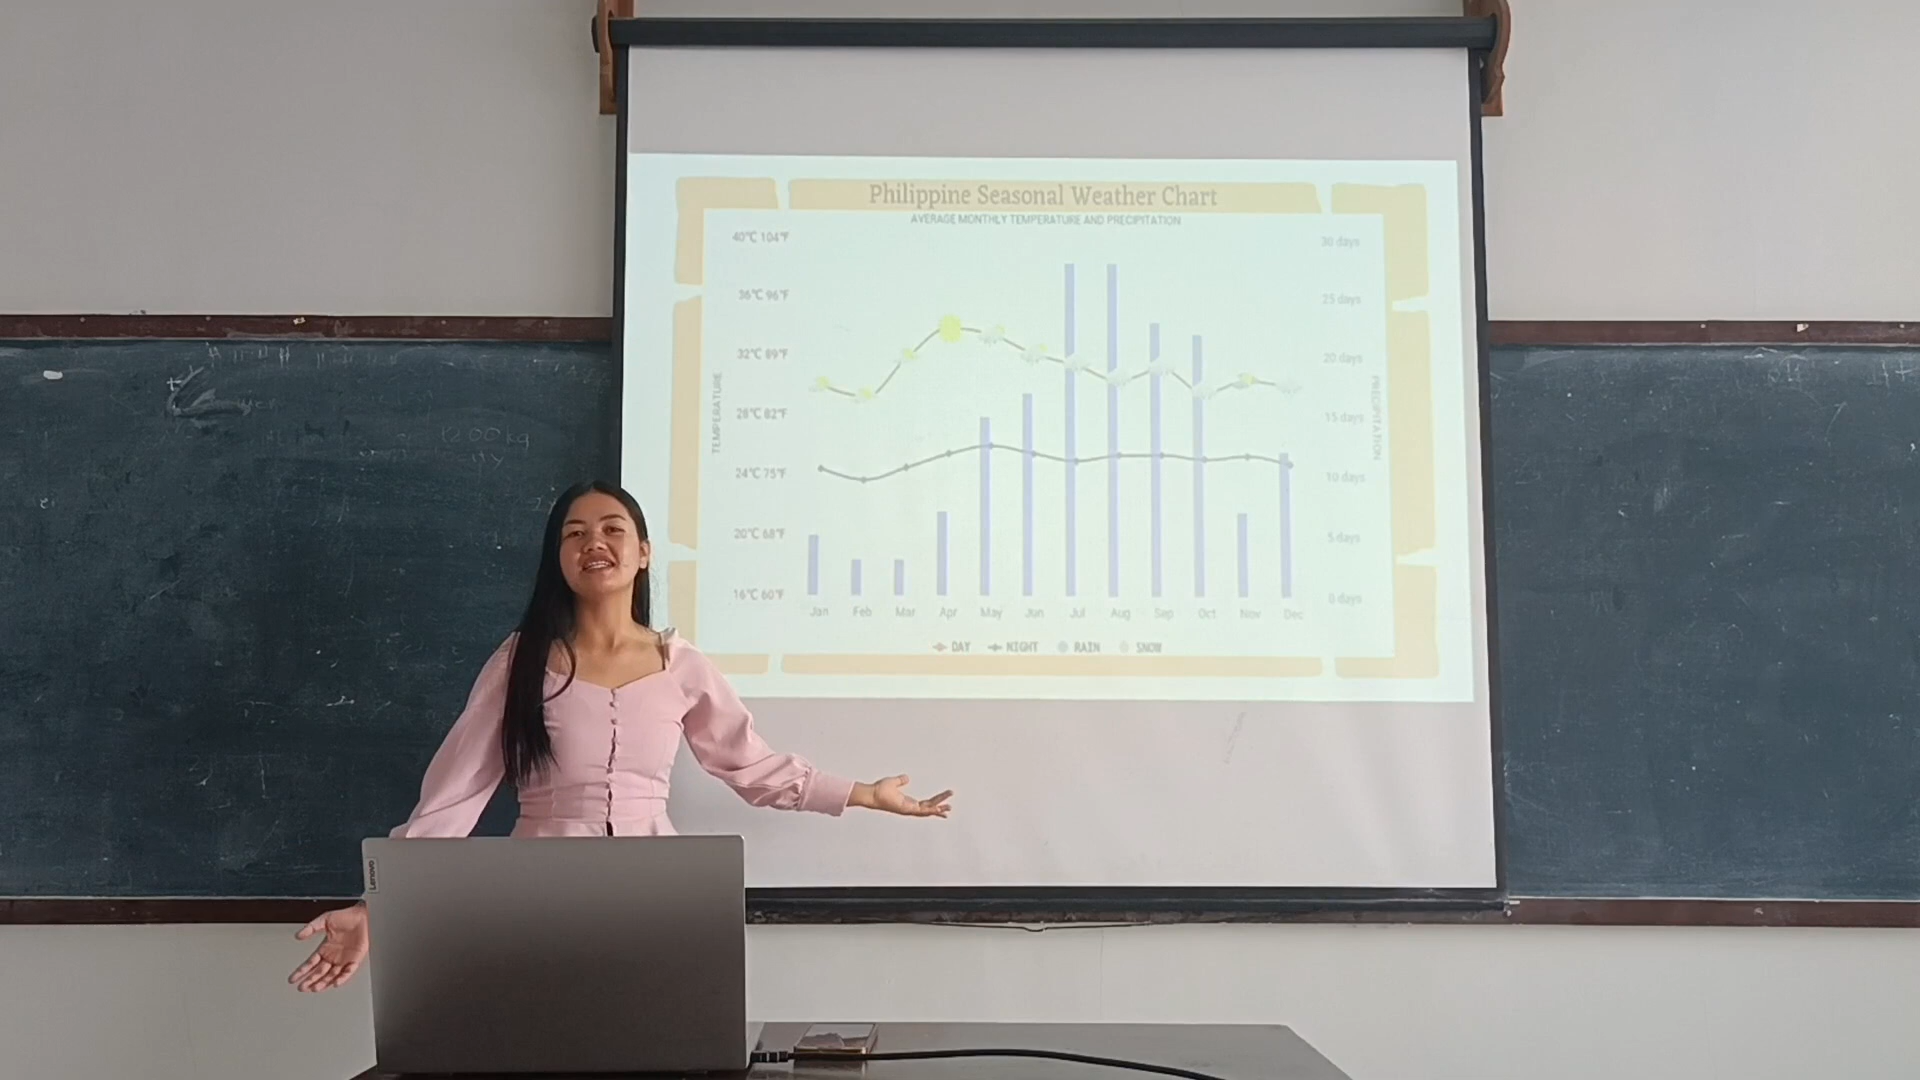 Philippine Seasonal Weather Chart
AVERAGE MONTHLY TEMPERATURE AND PRECIPITATION
40°C 104°F
30 days
36°C 96°F
25 days
32°C 89°F
20 days
28°C 82°F
15 days
24°C 75°F
10 days
20°C 68°F
5 days
16°C 60°F
0 days
TEMPERATURE
PRECIPITATION
Jan Feb Mar Apr May Jun Jul Aug Sep Oct Nov Dec
DAY NIGHT RAIN SNOW
1200 kg
Lenovo